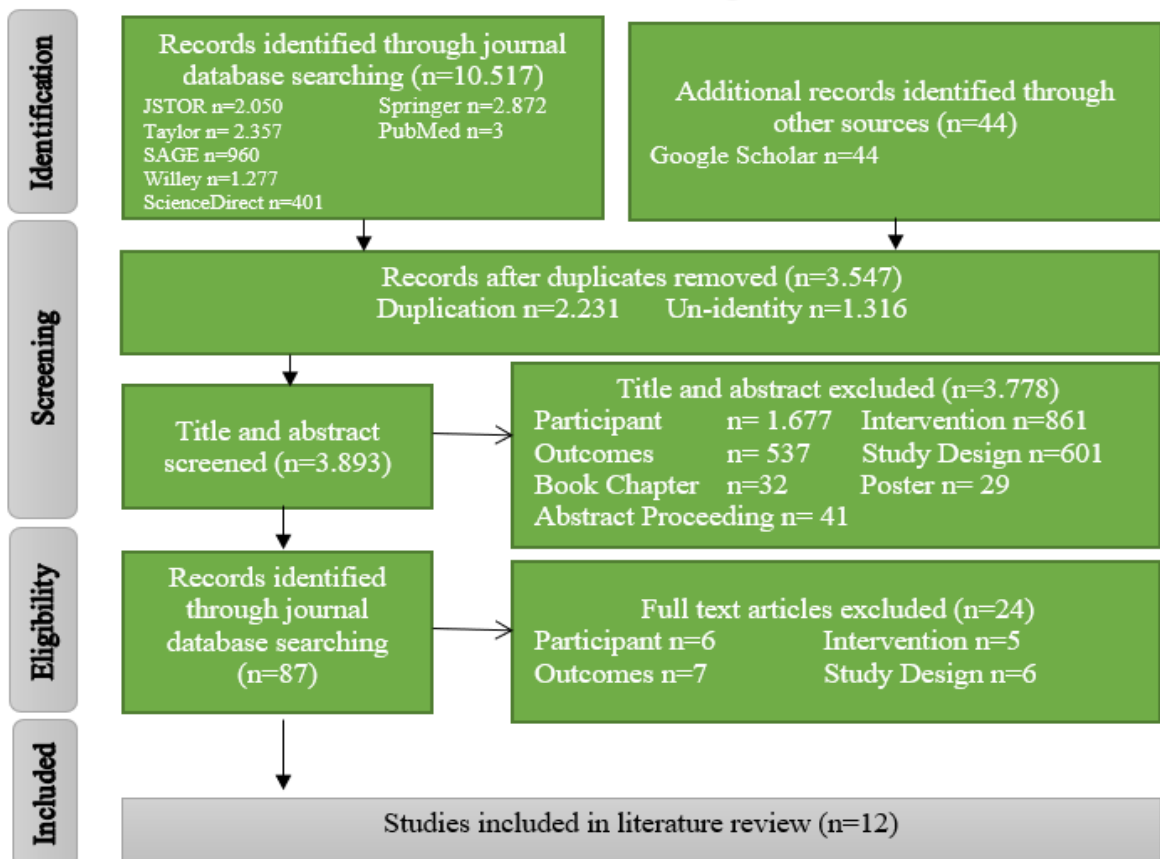 Identification
Records identified through journal
database searching (n=10.517)
JSTOR n=2.050 Springer n=2.872
Taylor n= 2.357 PubMed n=3
SAGE n=960
Willey n=1.277
ScienceDirect n=401
Additional records identified through
other sources (n=44)
Google Scholar n=44
Screening
Records after duplicates removed (n=3.547)
Duplication n=2.231 Un-identity n=1.316
Title and abstract
screened (n=3.893)
Title and abstract excluded (n=3.778)
Participant n= 1.677 Intervention n=861
Outcomes n= 537 Study Design n=601
Book Chapter n=32 Poster n= 29
Abstract Proceeding n= 41
Eligibility
Records identified
through journal
database searching
(n=87)
Full text articles excluded (n=24)
Participant n=6 Intervention n=5
Outcomes n=7 Study Design n=6
Included
Studies included in literature review (n=12)